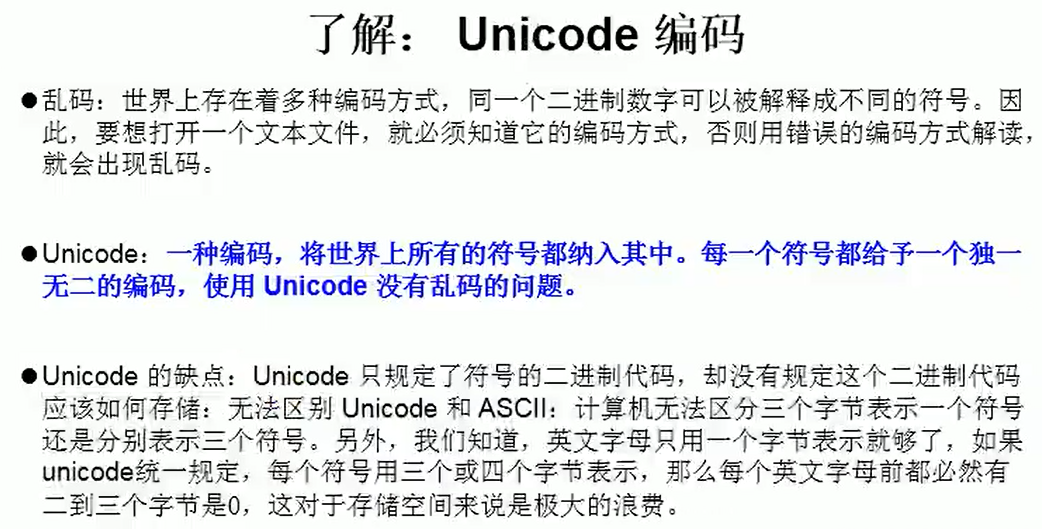 了解： Unicode 编码
●乱码：世界上存在着多种编码方式，同一个二进制数字可以被解释成不同的符号。因
此，要想打开一个文本文件，就必须知道它的编码方式，否则用错误的编码方式解读，
就会出现乱码。
●Unicode：一种编码，将世界上所有的符号都纳入其中。每一个符号都给予一个独一
无二的编码，使用 Unicode 没有乱码的问题。
●Unicode 的缺点：Unicode 只规定了符号的二进制代码，却没有规定这个二进制代码
应该如何存储：无法区别 Unicode 和 ASCII：计算机无法区分三个字节表示一个符号
还是分别表示三个符号。另外，我们知道，英文字母只用一个字节表示就够了，如果
unicode统一规定，每个符号用三个或四个字节表示，那么每个英文字母前都必然有
二到三个字节是0，这对于存储空间来说是极大的浪费。